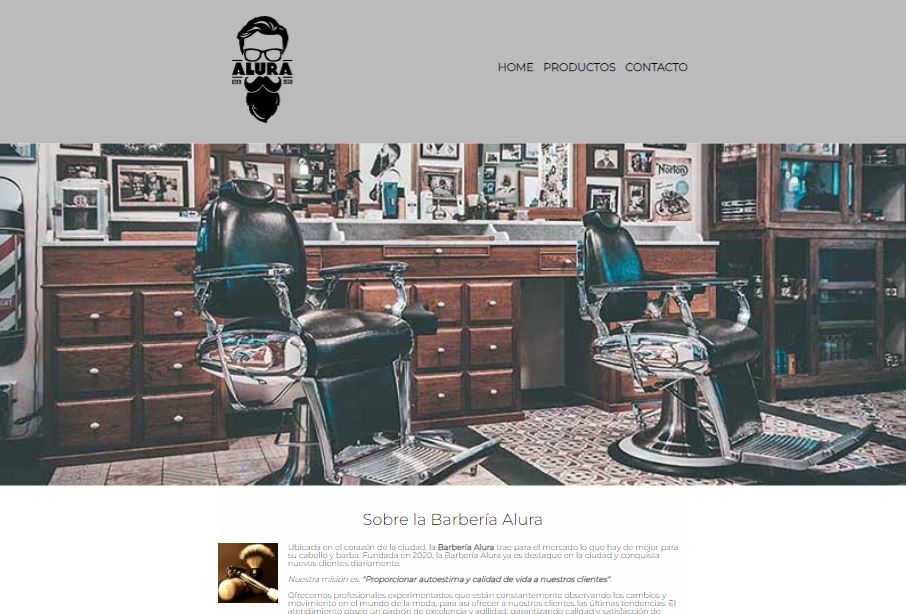 ALURA
ESTD 2020
HOME PRODUCTOS CONTACTO
Norton
Sobre la Barbería Alura
Ubicada en el corazón de la ciudad, la Barbería Alura trae para el mercado lo que hay de mejor para
su cabello y barba. Fundada en 2020, la Barbería Alura ya es destaque en la ciudad y conquista
nuevos clientes diariamente.
Nuestra misión es: "Proporcionar autoestima y calidad de vida a nuestros clientes"
Ofrecemos profesionales experimentados que están constantemente observando los cambios y
movimiento en el mundo de la moda, para así ofrecer a nuestros clientes las últimas tendencias. El
atendimiento posee un padrón de excelencia y agilidad, garantizando calidad y satisfacción de